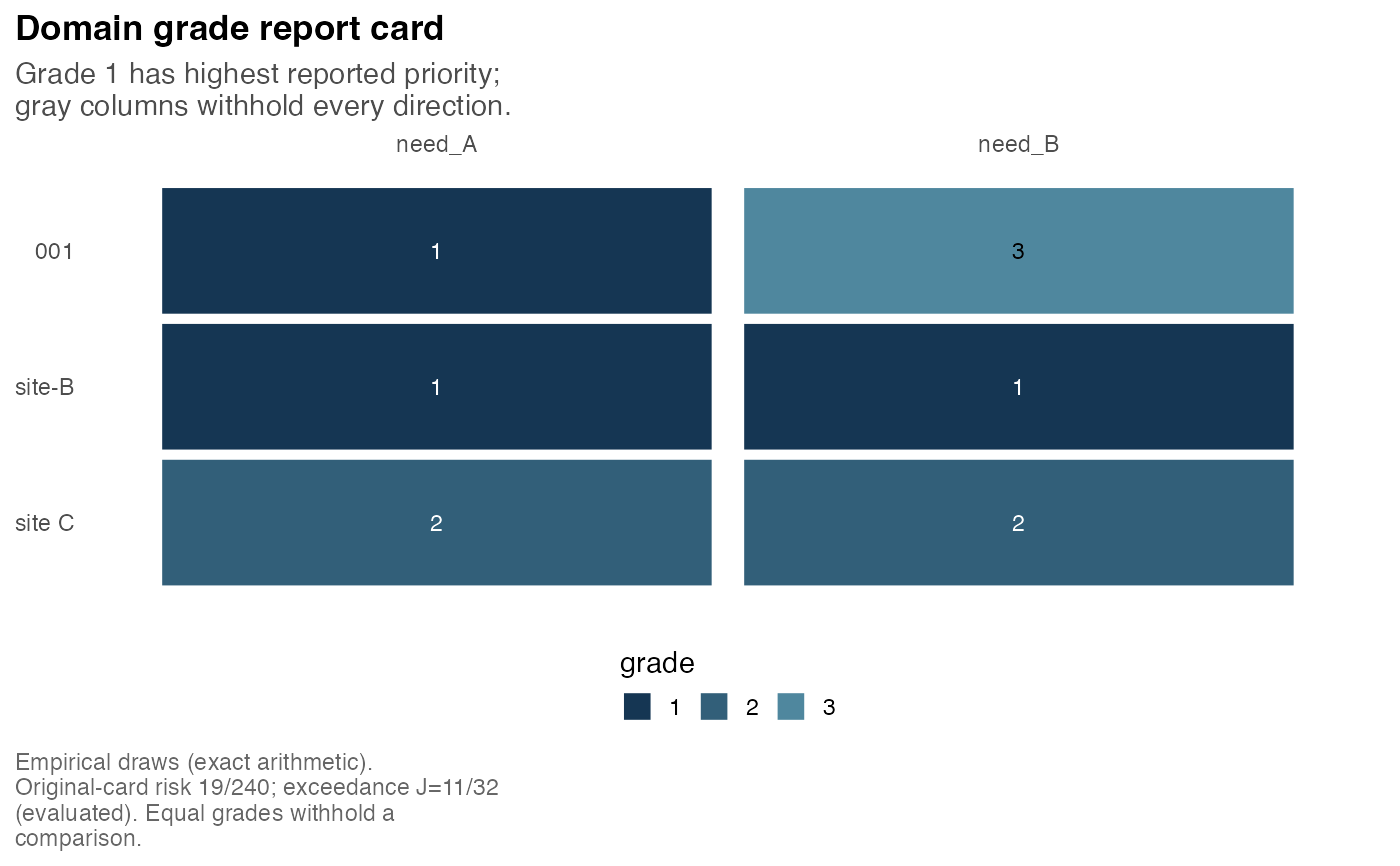 Domain grade report card
Grade 1 has highest reported priority;
gray columns withhold every direction.
need_A need_B
001 1 3
site-B 1 1
site C 2 2
grade
1 2 3
Empirical draws (exact arithmetic).
Original-card risk 19/240; exceedance J=11/32
(evaluated). Equal grades withhold a
comparison.